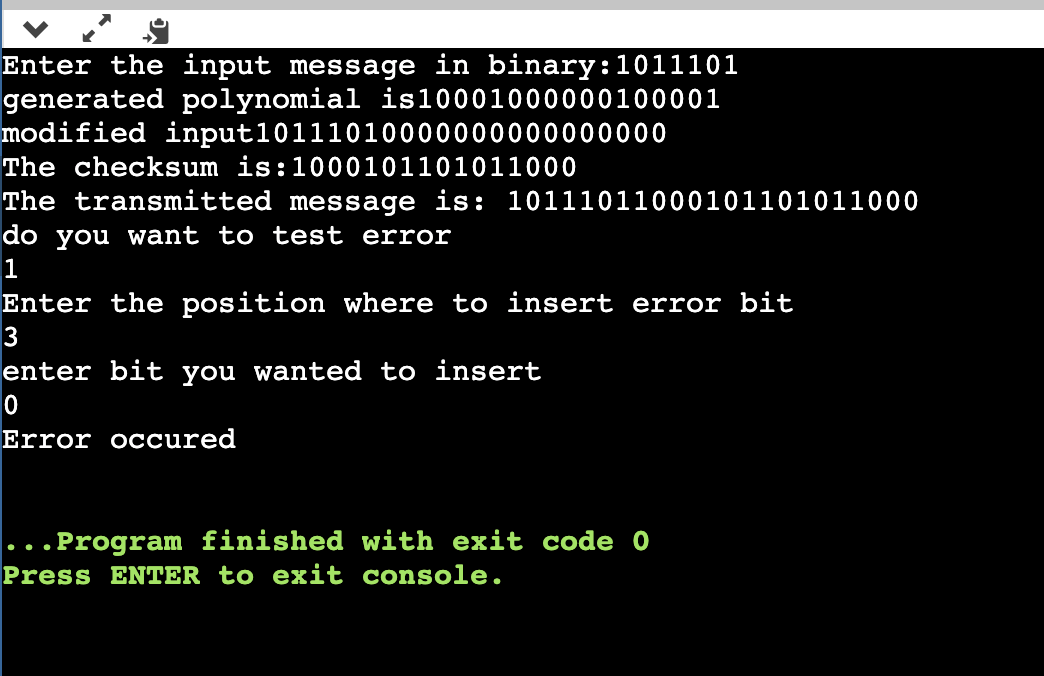 Enter the input message in binary:1011101
generated polynomial is10001000000100001
modified input10111010000000000000000
The checksum is:1000101101011000
The transmitted message is: 10111011000101101011000
do you want to test error
1
Enter the position where to insert error bit
3
enter bit you wanted to insert
0
Error occured
...Program finished with exit code 0
Press ENTER to exit console.